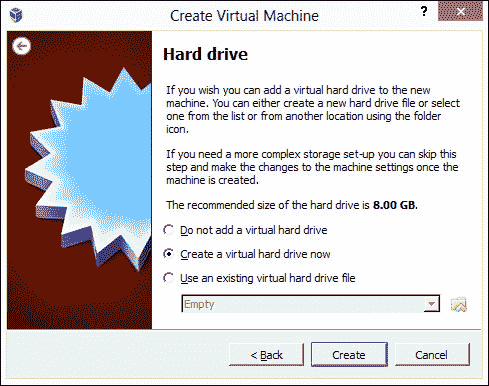 Create Virtual Machine
?
Hard drive
If you wish you can add a virtual hard drive to the new
machine. You can either create a new hard drive file or select
one from the list or from another location using the folder
icon.
If you need a more complex storage set-up you can skip this
step and make the changes to the machine settings once the
machine is created.
The recommended size of the hard drive is 8.00 GB.
Do not add a virtual hard drive
Create a virtual hard drive now
Use an existing virtual hard drive file
Empty
< Back
Create
Cancel